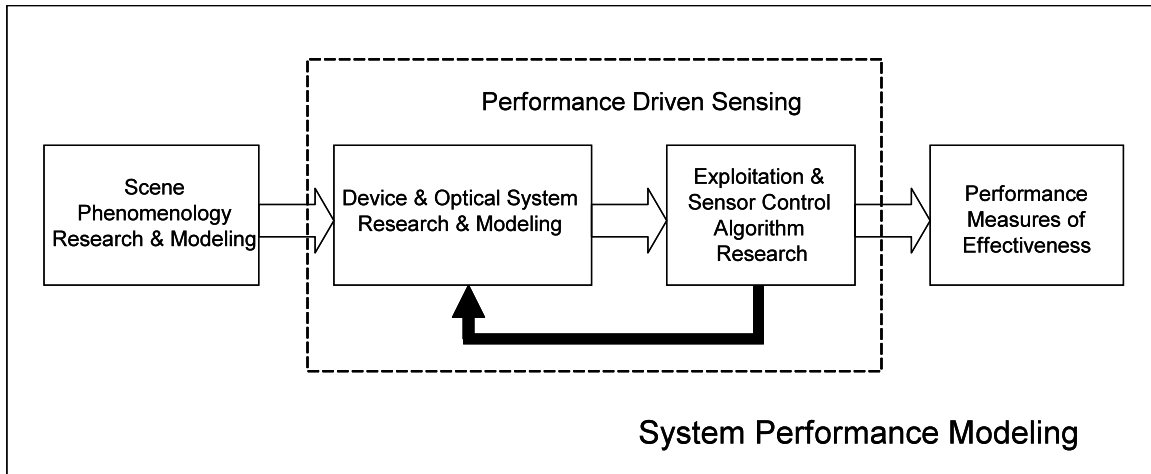 Performance Driven Sensing
Scene
Phenomenology
Research & Modeling
Device & Optical System
Research & Modeling
Exploitation &
Sensor Control
Algorithm
Research
Performance
Measures of
Effectiveness
System Performance Modeling